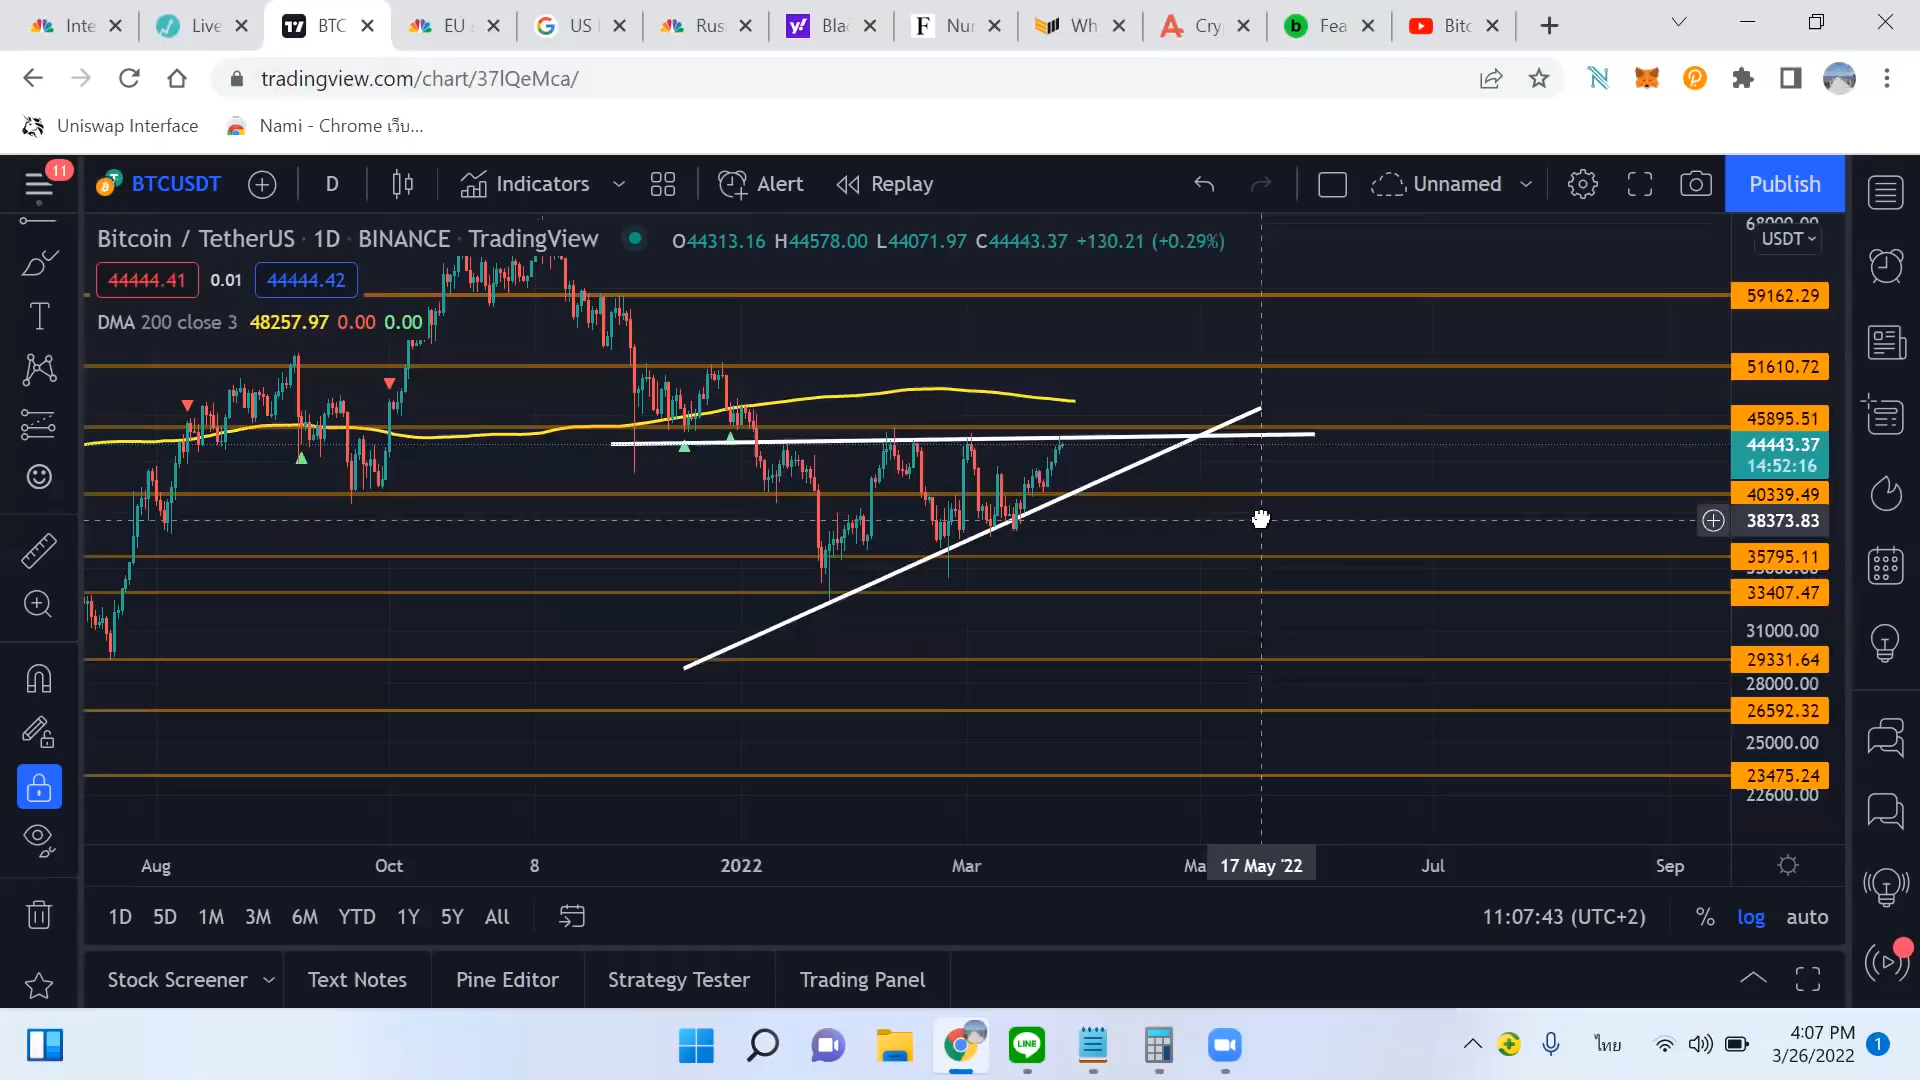 Inte
Live
BTC
EU
US
Rus
Blac
Nur
Wh
Cry
Fea
Bitc
tradingview.com/chart/37lQeMca/
Uniswap Interface
Nami - Chrome เว็บ...
11
BTCUSDT
D
Indicators
Alert
Replay
Unnamed
Publish
Bitcoin / TetherUS · 1D · BINANCE · TradingView
O44313.16 H44578.00 L44071.97 C44443.37 +130.21 (+0.29%)
44444.41
0.01
44444.42
DMA 200 close 3 48257.97 0.00 0.00
68000.00
USDT
59162.29
51610.72
45895.51
44443.37
14:52:16
40339.49
38373.83
35795.11
33407.47
31000.00
29331.64
28000.00
26592.32
25000.00
23475.24
22600.00
Aug
Oct
8
2022
Mar
Ma
17 May '22
Jul
Sep
1D 5D 1M 3M 6M YTD 1Y 5Y All
11:07:43 (UTC+2)
%
log
auto
Stock Screener
Text Notes
Pine Editor
Strategy Tester
Trading Panel
LINE
ไทย
4:07 PM
3/26/2022
1